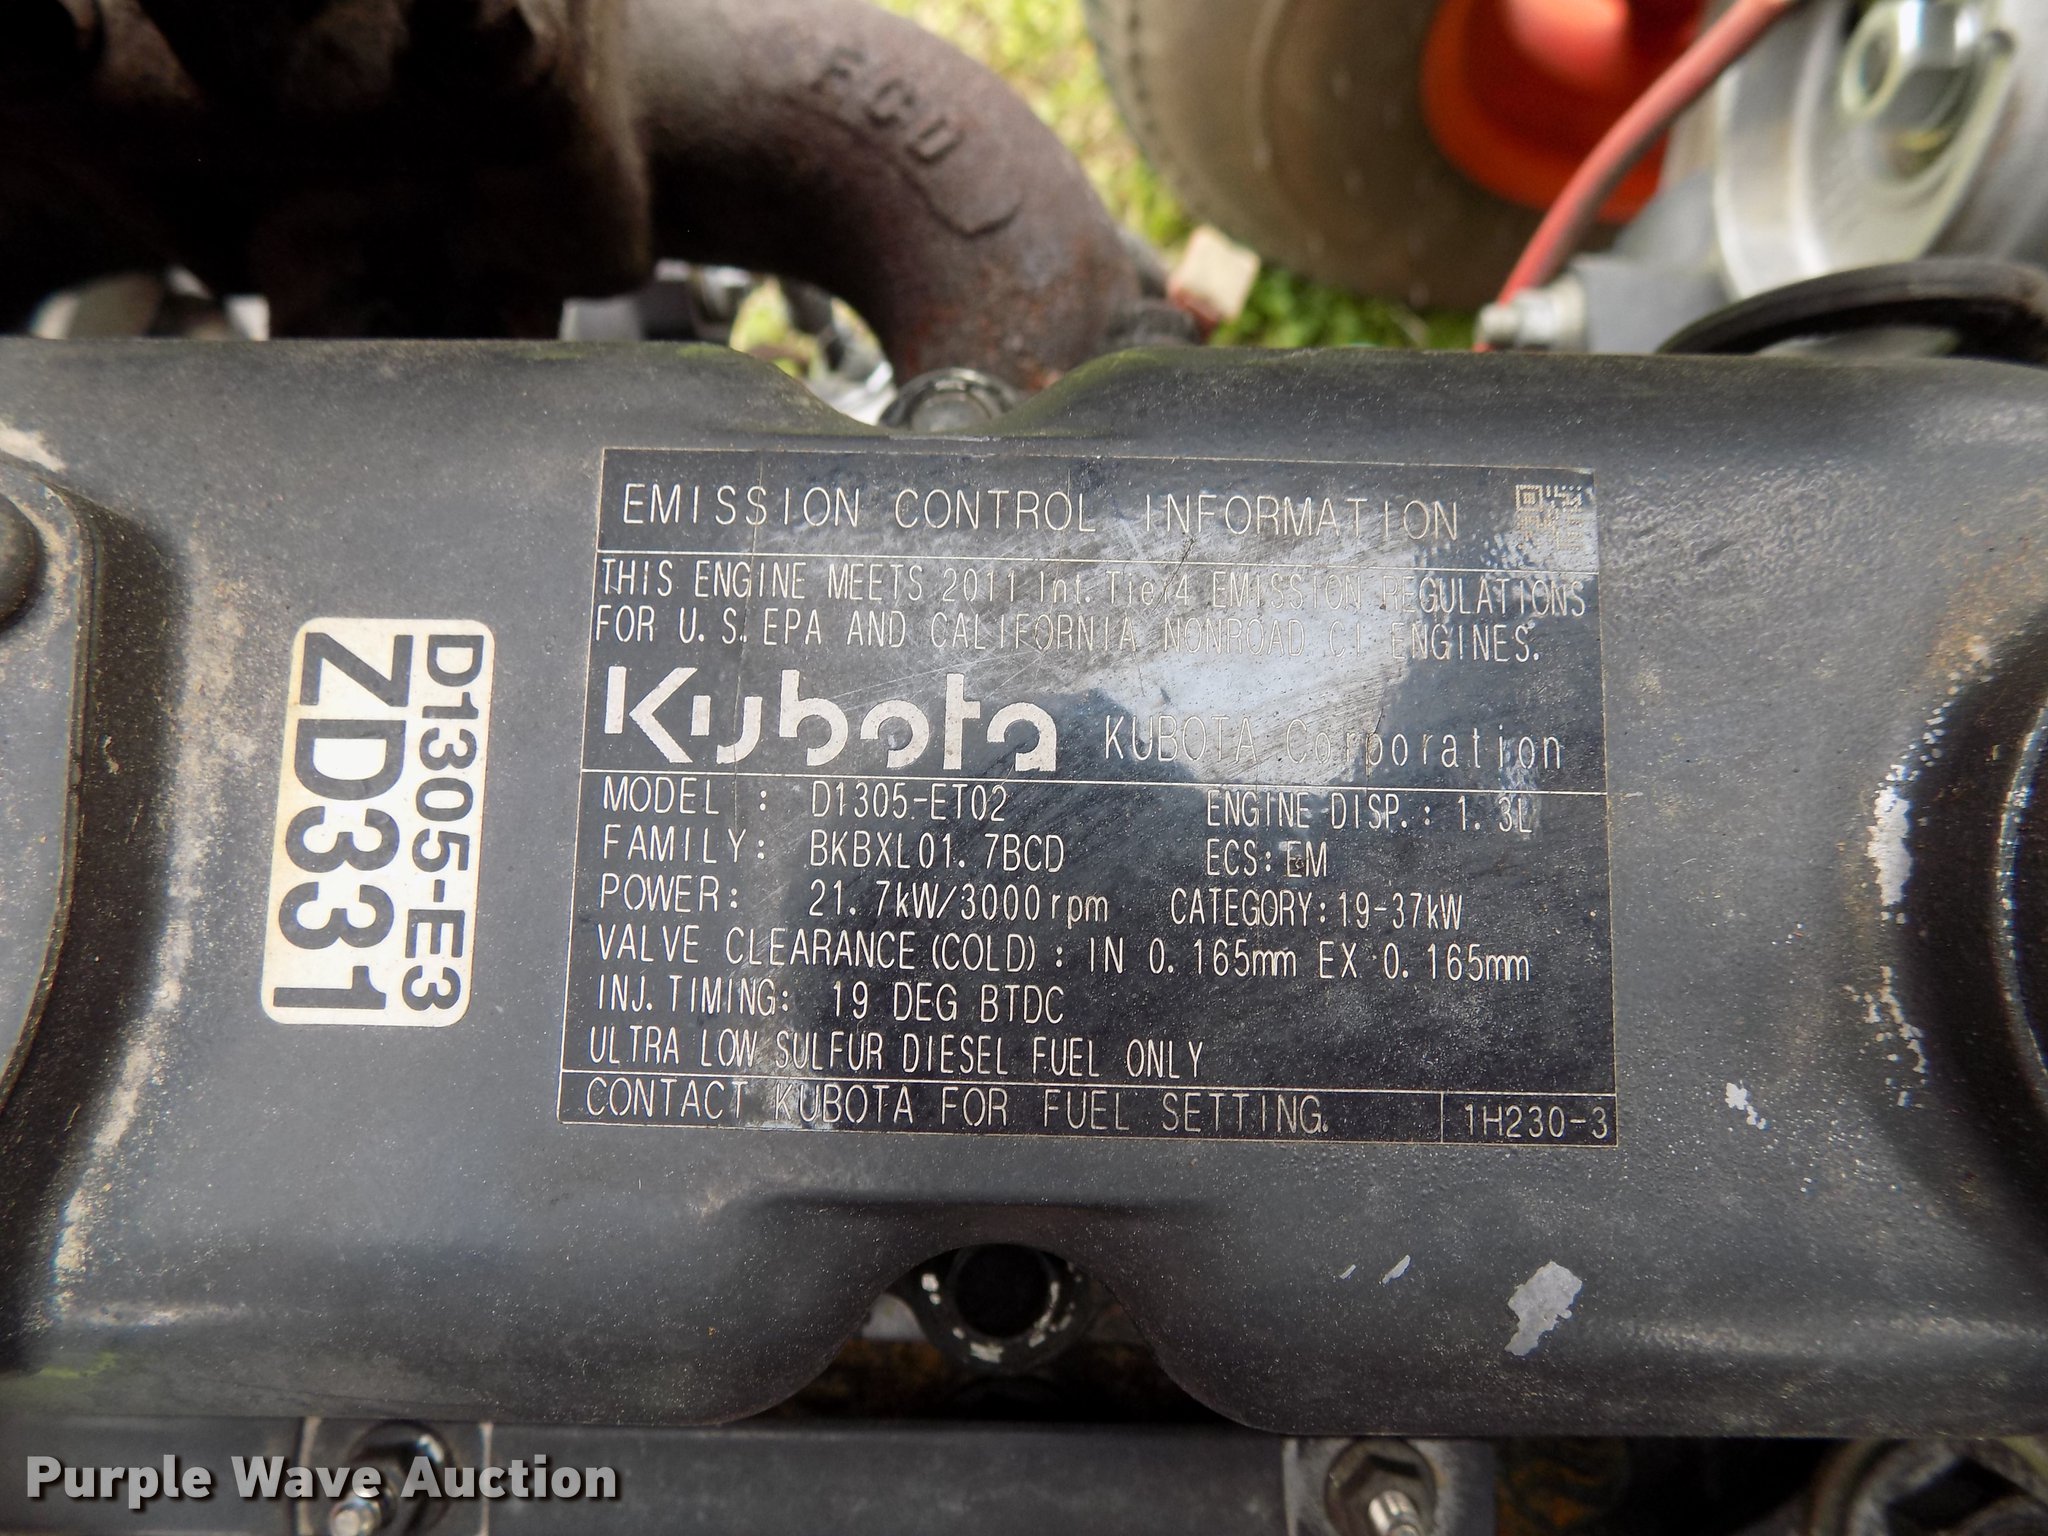 FCD
EMISSION CONTROL INFORMATION
THIS ENGINE MEETS 2011 Int. Tier4 EMISSION REGULATIONS
FOR U.S. EPA AND CALIFORNIA NONROAD CI ENGINES.
Kubota KUBOTA Corporation
MODEL : D1305-ET02 ENGINE DISP.: 1.3L
FAMILY: BKBXL01.7BCD ECS: EM
POWER: 21.7kW/3000rpm CATEGORY:19-37kW
VALVE CLEARANCE(COLD): IN 0.165mm EX 0.165mm
INJ.TIMING: 19 DEG BTDC
ULTRA LOW SULFUR DIESEL FUEL ONLY
CONTACT KUBOTA FOR FUEL SETTING. 1H230-3
D1305-E3
ZD331
Purple Wave Auction